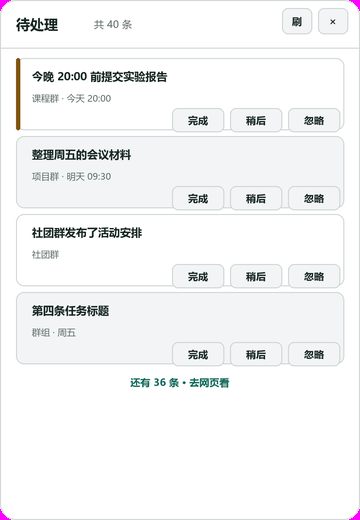 待处理 共 40 条 刷 ×
今晚 20:00 前提交实验报告
课程群 · 今天 20:00
完成 稍后 忽略
整理周五的会议材料
项目群 · 明天 09:30
完成 稍后 忽略
社团群发布了活动安排
社团群
完成 稍后 忽略
第四条任务标题
群组 · 周五
完成 稍后 忽略
还有 36 条 • 去网页看